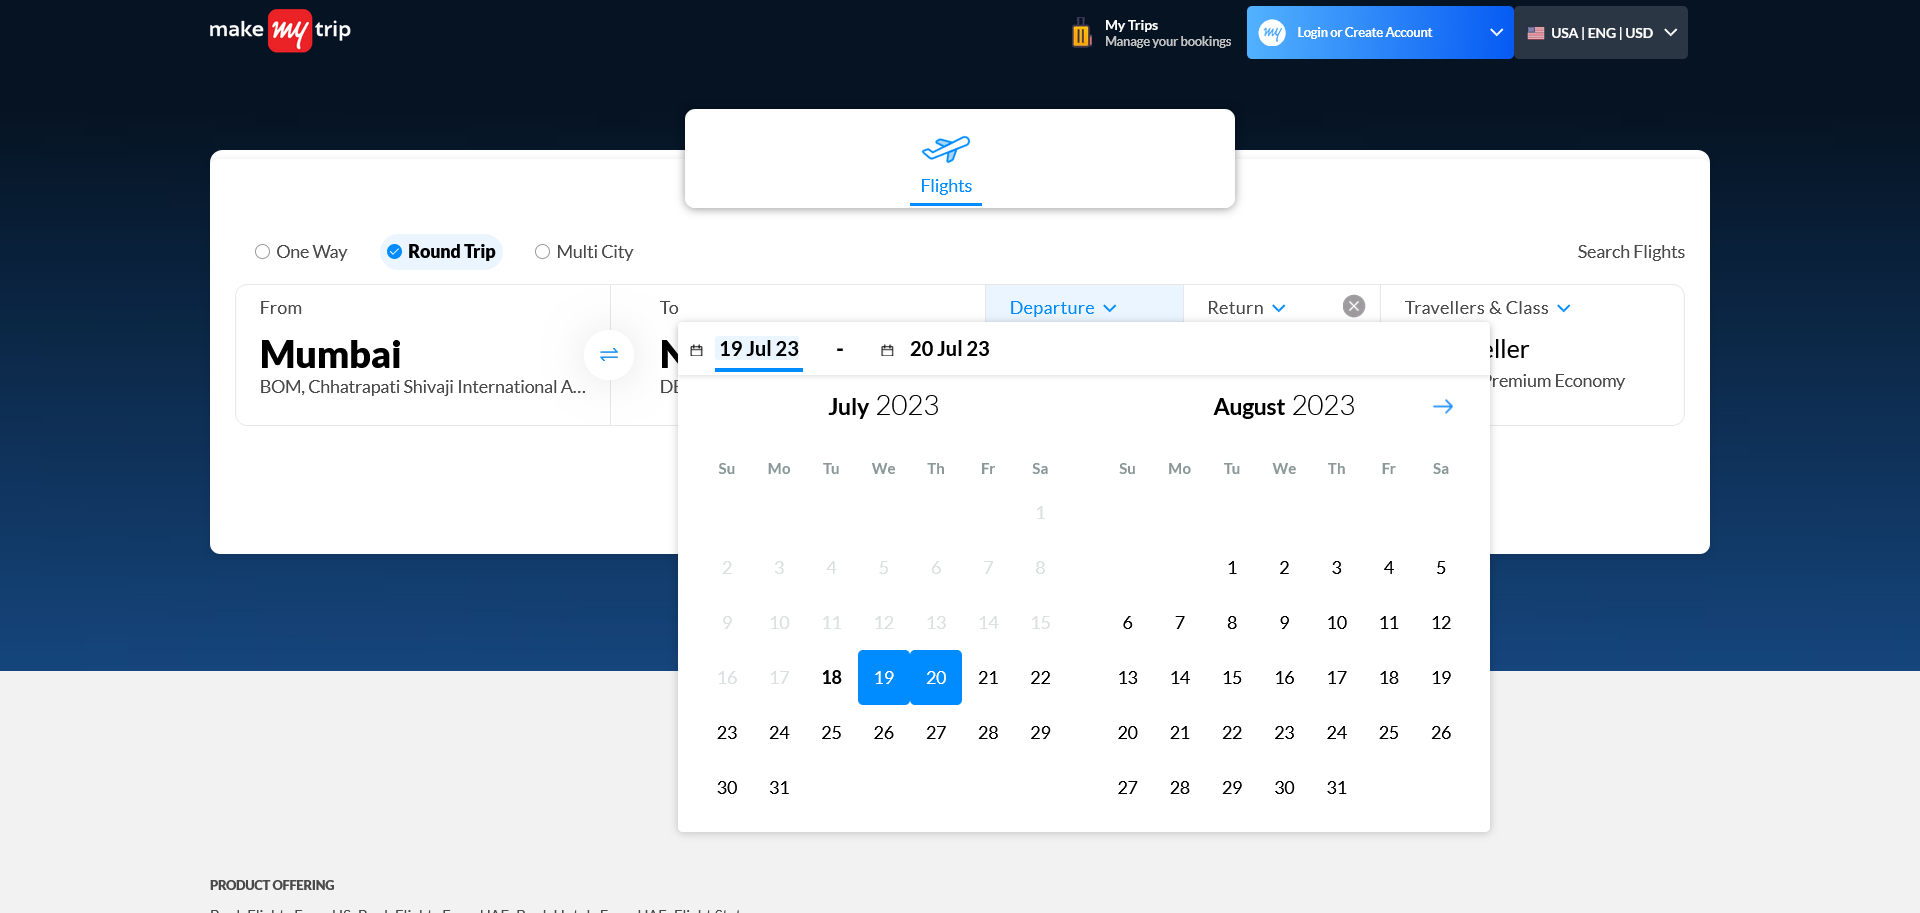 make my trip
My Trips
Manage your bookings
my
Login or Create Account
USA | ENG | USD
Flights
One Way
Round Trip
Multi City
Search Flights
From
Mumbai
BOM, Chhatrapati Shivaji International A...
To
Departure
Return
Travellers & Class
Premium Economy
19 Jul 23 - 20 Jul 23
July 2023
Su Mo Tu We Th Fr Sa
1
2 3 4 5 6 7 8
9 10 11 12 13 14 15
16 17 18 19 20 21 22
23 24 25 26 27 28 29
30 31
August 2023
Su Mo Tu We Th Fr Sa
1 2 3 4 5
6 7 8 9 10 11 12
13 14 15 16 17 18 19
20 21 22 23 24 25 26
27 28 29 30 31
PRODUCT OFFERING